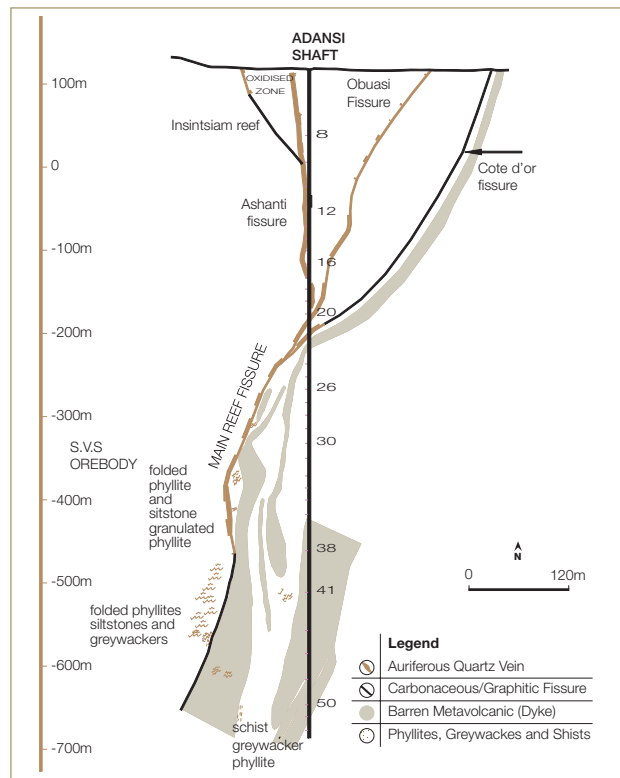 ADANSI
SHAFT
100m
OXIDISED
ZONE
Obuasi
Fissure
Insintsiam reef
8
0
Cote d'or
fissure
Ashanti
fissure
12
-100m
16
20
-200m
MAIN REEF FISSURE
26
-300m
30
S.V.S
OREBODY
folded
phyllite
and
sitstone
granulated
phyllite
-400m
38
N
-500m
41
0
120m
folded phyllites
siltstones and
greywackers
Legend
Auriferous Quartz Vein
-600m
Carbonaceous/Graphitic Fissure
50
Barren Metavolcanic (Dyke)
schist
greywacker
phyllite
Phyllites, Greywackes and Shists
-700m